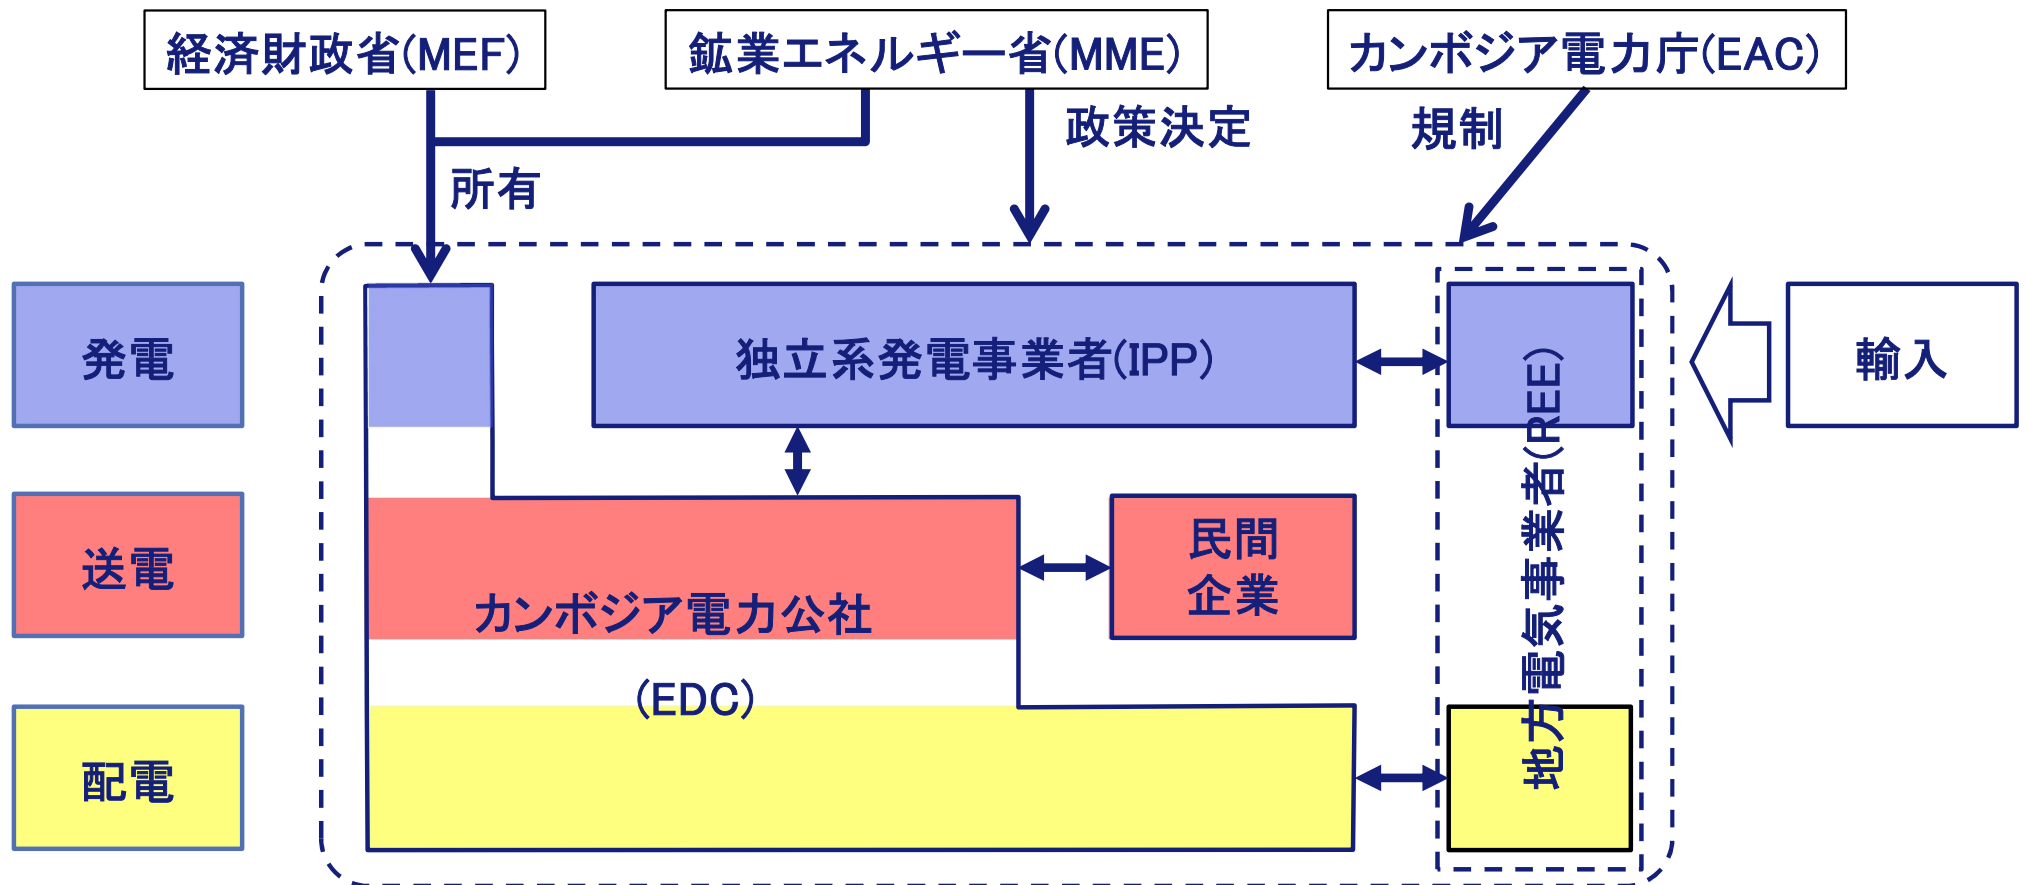 経済財政省(MEF)
鉱業エネルギー省(MME)
カンボジア電力庁(EAC)
政策決定
規制
所有
発電
独立系発電事業者(IPP)
輸入
送電
民間
企業
カンボジア電力公社
(EDC)
配電
地方電気事業者(REE)